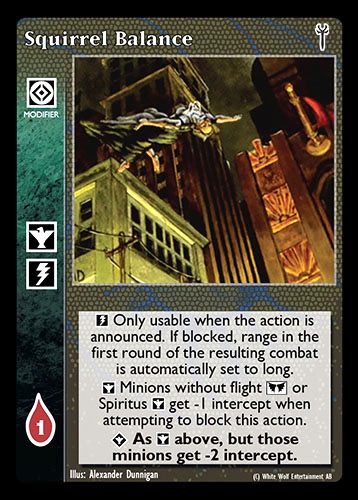 Squirrel Balance
MODIFIER
Only usable when the action is
announced. If blocked, range in the
first round of the resulting combat
is automatically set to long.
Minions without flight or
Spiritus get -1 intercept when
attempting to block this action.
As above, but those
minions get -2 intercept.
1
Illus: Alexander Dunnigan
(C) White Wolf Entertainment AB